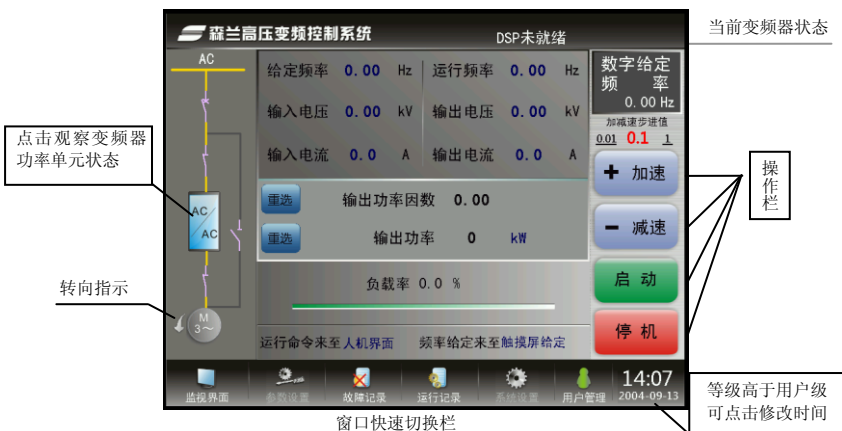 森兰高压变频控制系统
DSP未就绪
当前变频器状态
AC
给定频率 0.00 Hz 运行频率 0.00 Hz
输入电压 0.00 kV 输出电压 0.00 kV
输入电流 0.0 A 输出电流 0.0 A
数字给定
频 率
0.00 Hz
加减速步进值
0.01 0.1 1
+ 加速
- 减速
启 动
停 机
操作栏
点击观察变频器
功率单元状态
AC
AC
重选 输出功率因数 0.00
重选 输出功率 0 kW
转向指示
M
3~
负载率 0.0 %
运行命令来至人机界面 频率给定来至触摸屏给定
监视界面
参数设置
故障记录
运行记录
系统设置
用户管理
14:07
2004-09-13
等级高于用户级
可点击修改时间
窗口快速切换栏